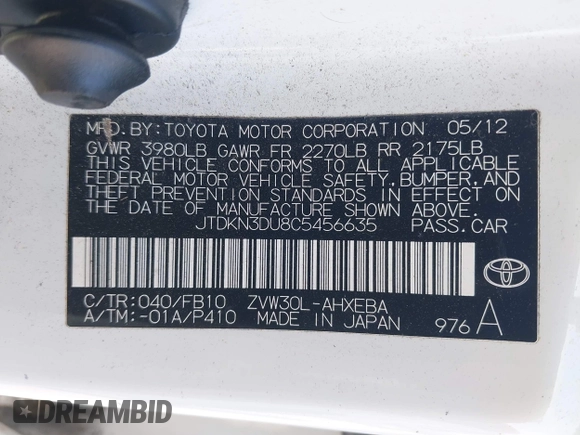 MFD. BY: TOYOTA MOTOR CORPORATION 05/12
GVWR 3980LB GAWR FR 2270LB RR 2175LB
THIS VEHICLE CONFORMS TO ALL APPLICABLE
FEDERAL MOTOR VEHICLE SAFETY, BUMPER, AND
THEFT PREVENTION STANDARDS IN EFFECT ON
THE DATE OF MANUFACTURE SHOWN ABOVE.
JTDKN3DU8C5456635 PASS. CAR
C/TR: 040/FB10 ZVW30L-AHXEBA
A/TM: -01A/P410 MADE IN JAPAN 976 A
DREAMBID